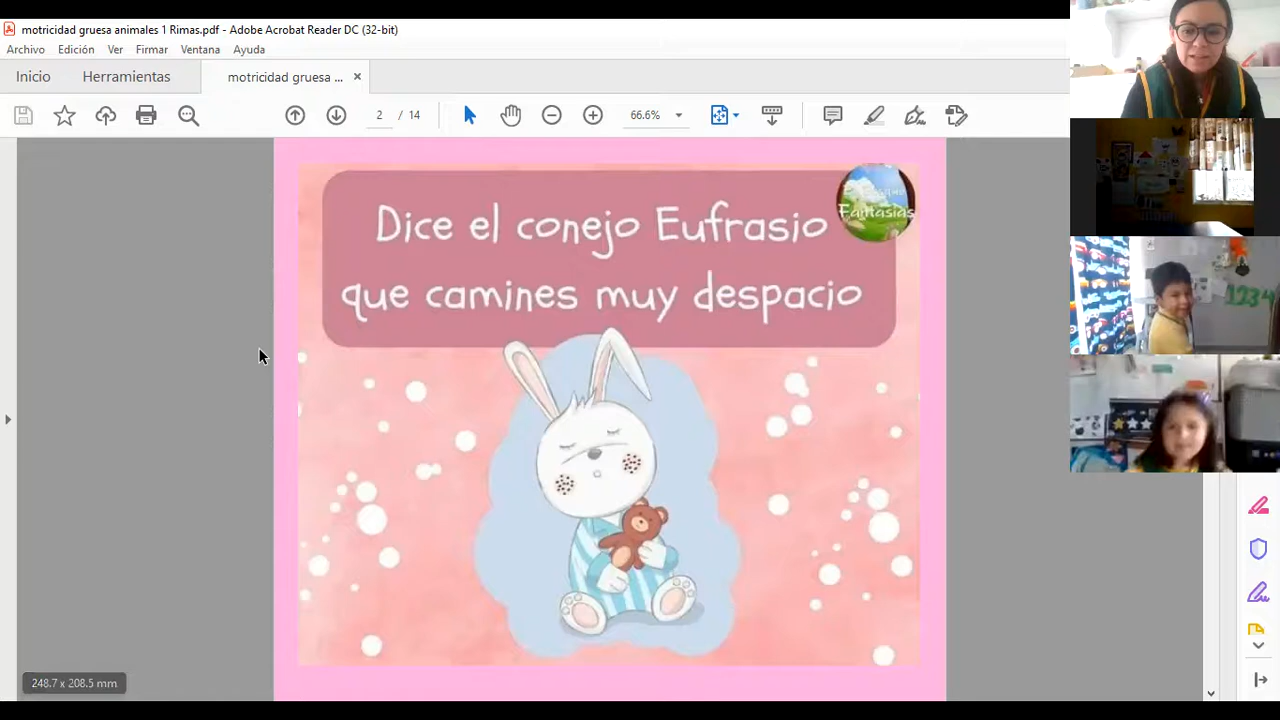 motricidad gruesa animales 1 Rimas.pdf - Adobe Acrobat Reader DC (32-bit)
Archivo Edición Ver Firmar Ventana Ayuda
Inicio Herramientas motricidad gruesa ... ×
2 / 14 66.6%
Fantasias
Dice el conejo Eufrasio
que camines muy despacio
1234
248.7 x 208.5 mm